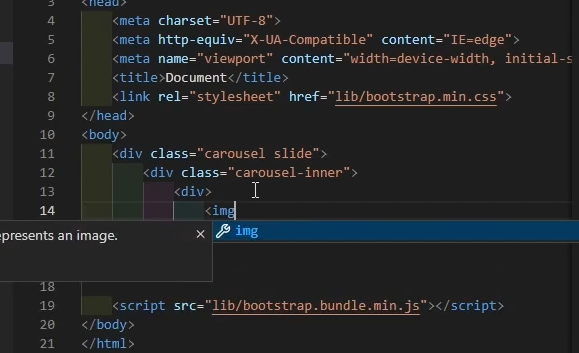 3 <head>
4 <meta charset="UTF-8">
5 <meta http-equiv="X-UA-Compatible" content="IE=edge">
6 <meta name="viewport" content="width=device-width, initial-s
7 <title>Document</title>
8 <link rel="stylesheet" href="lib/bootstrap.min.css">
9 </head>
10 <body>
11 <div class="carousel slide">
12 <div class="carousel-inner">
13 <div>
14 <img
epresents an image. × img
18
19 <script src="lib/bootstrap.bundle.min.js"></script>
20 </body>
21 </html>